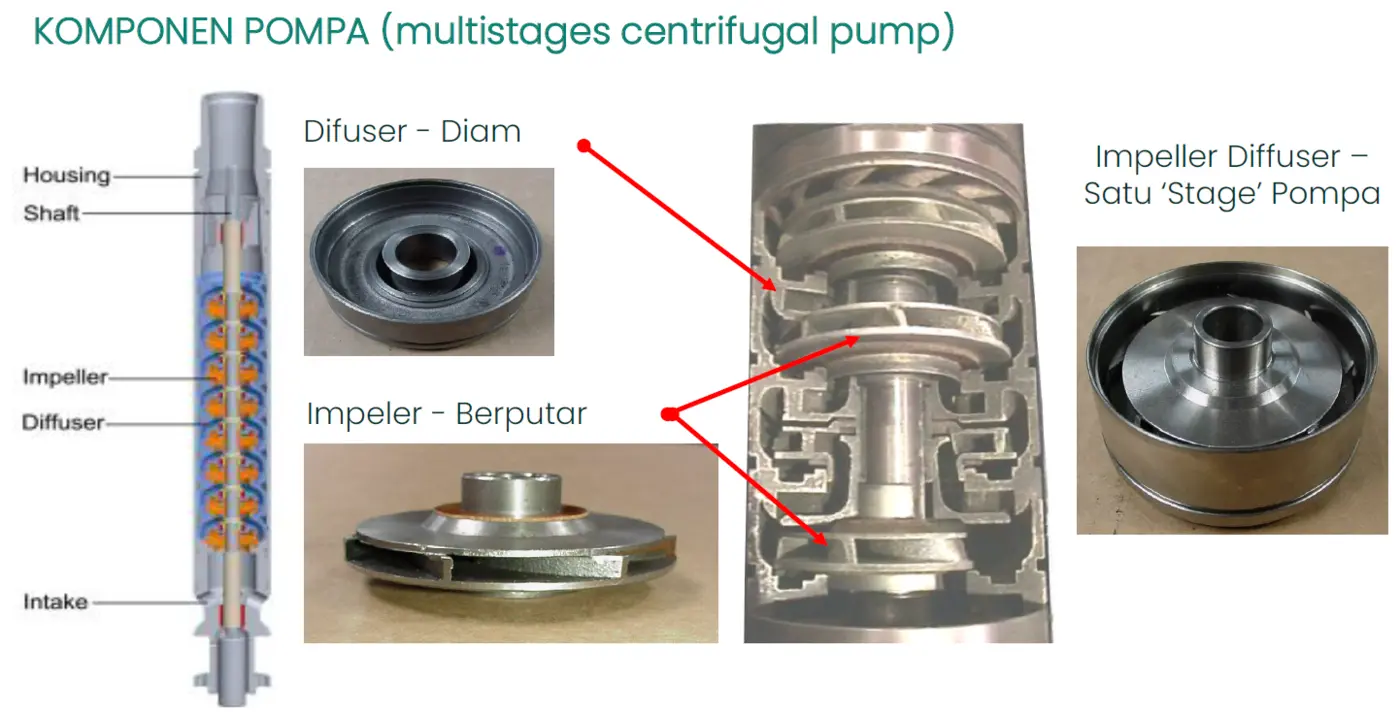 KOMPONEN POMPA (multistages centrifugal pump)
Housing
Shaft
Impeller
Diffuser
Intake
Difuser - Diam
Impeler - Berputar
Impeller Diffuser –
Satu ‘Stage’ Pompa